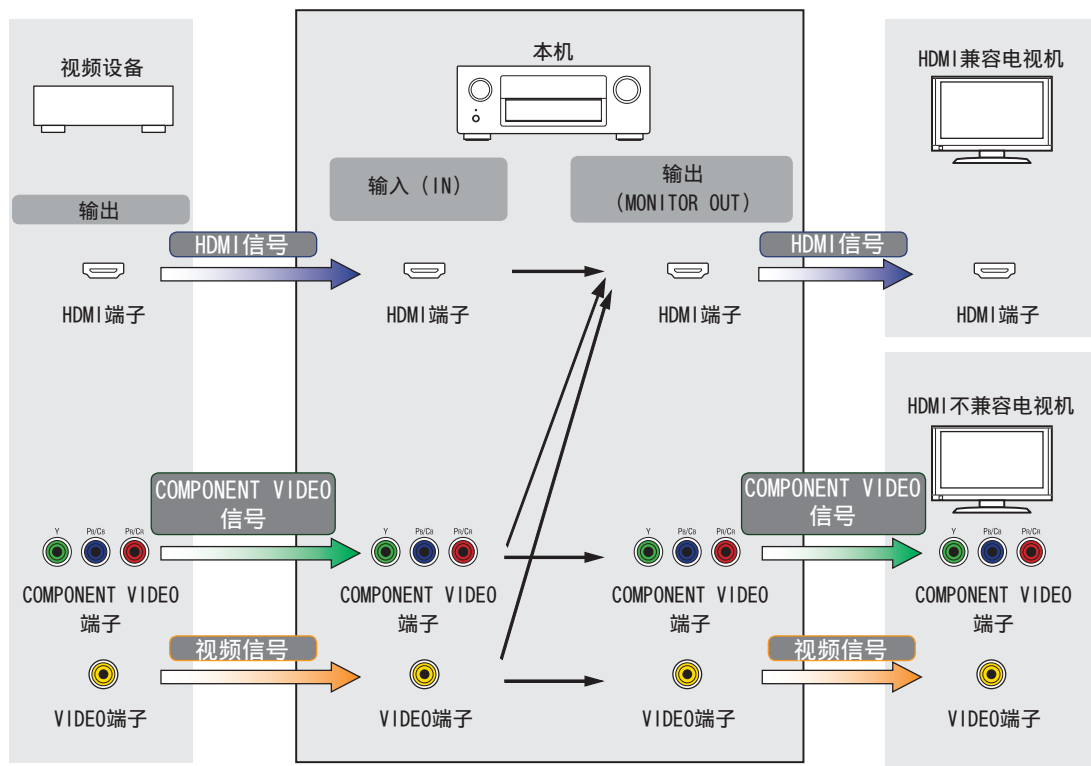 视频设备
本机
HDMI兼容电视机
输入 (IN)
输出
(MONITOR OUT)
输出
HDMI信号
HDMI信号
HDMI端子
HDMI端子
HDMI端子
HDMI端子
HDMI不兼容电视机
COMPONENT VIDEO
信号
COMPONENT VIDEO
信号
Y PB/CB PR/CR
Y PB/CB PR/CR
Y PB/CB PR/CR
Y PB/CB PR/CR
COMPONENT VIDEO
端子
COMPONENT VIDEO
端子
COMPONENT VIDEO
端子
COMPONENT VIDEO
端子
视频信号
视频信号
VIDEO端子
VIDEO端子
VIDEO端子
VIDEO端子